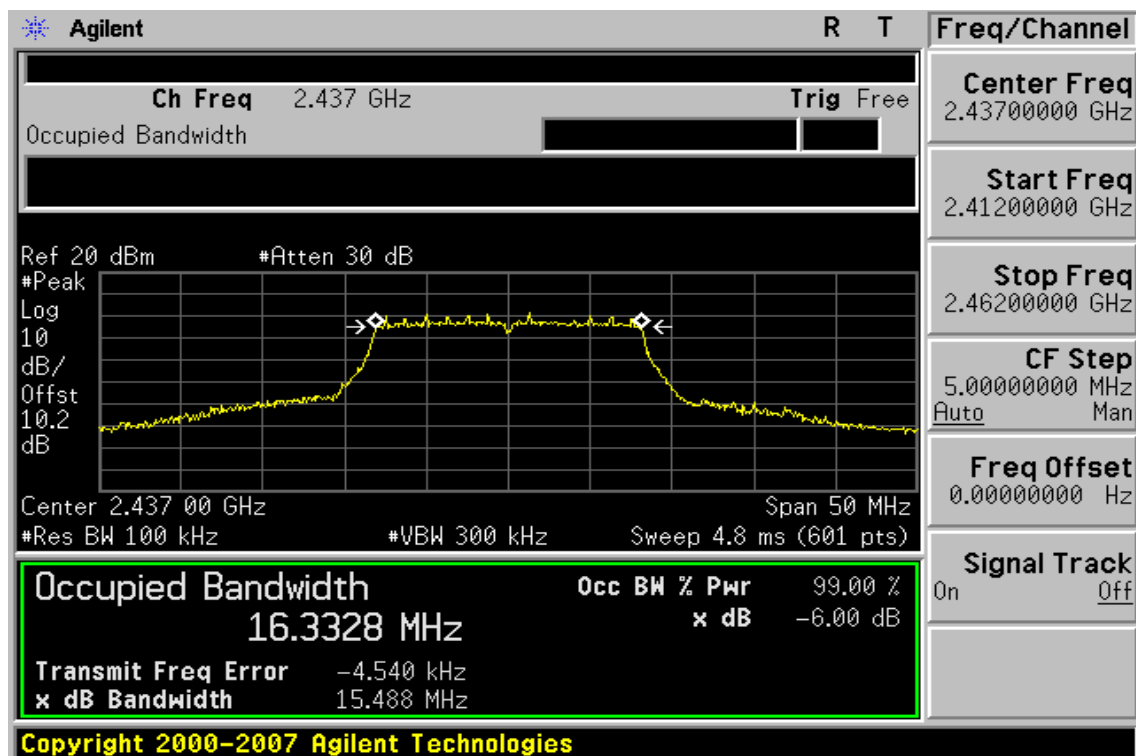 Agilent R T
Ch Freq 2.437 GHz Trig Free
Occupied Bandwidth
Ref 20 dBm #Atten 30 dB
#Peak
Log
10
dB/
Offst
10.2
dB
Center 2.437 00 GHz Span 50 MHz
#Res BW 100 kHz #VBW 300 kHz Sweep 4.8 ms (601 pts)
Occupied Bandwidth
16.3328 MHz
Occ BW % Pwr 99.00 %
x dB -6.00 dB
Transmit Freq Error -4.540 kHz
x dB Bandwidth 15.488 MHz
Copyright 2000-2007 Agilent Technologies
Freq/Channel
Center Freq
2.43700000 GHz
Start Freq
2.41200000 GHz
Stop Freq
2.46200000 GHz
CF Step
5.00000000 MHz
Auto Man
Freq Offset
0.00000000 Hz
Signal Track
On Off